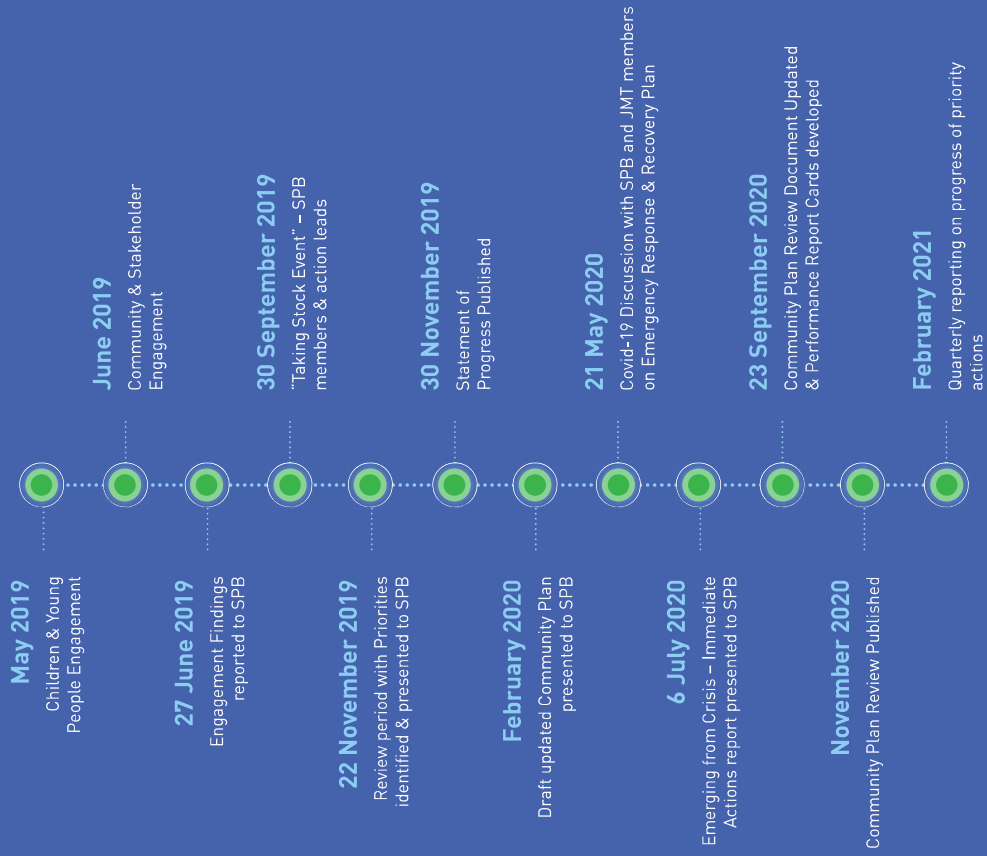 May 2019
Children & Young
People Engagement
June 2019
Community & Stakeholder
Engagement
27 June 2019
Engagement Findings
reported to SPB
30 September 2019
“Taking Stock Event” – SPB
members & action leads
22 November 2019
Review period with Priorities
identified & presented to SPB
30 November 2019
Statement of
Progress Published
February 2020
Draft updated Community Plan
presented to SPB
21 May 2020
Covid-19 Discussion with SPB and JMT members
on Emergency Response & Recovery Plan
6 July 2020
Emerging from Crisis – Immediate
Actions report presented to SPB
23 September 2020
Community Plan Review Document Updated
& Performance Report Cards developed
November 2020
Community Plan Review Published
February 2021
Quarterly reporting on progress of priority
actions